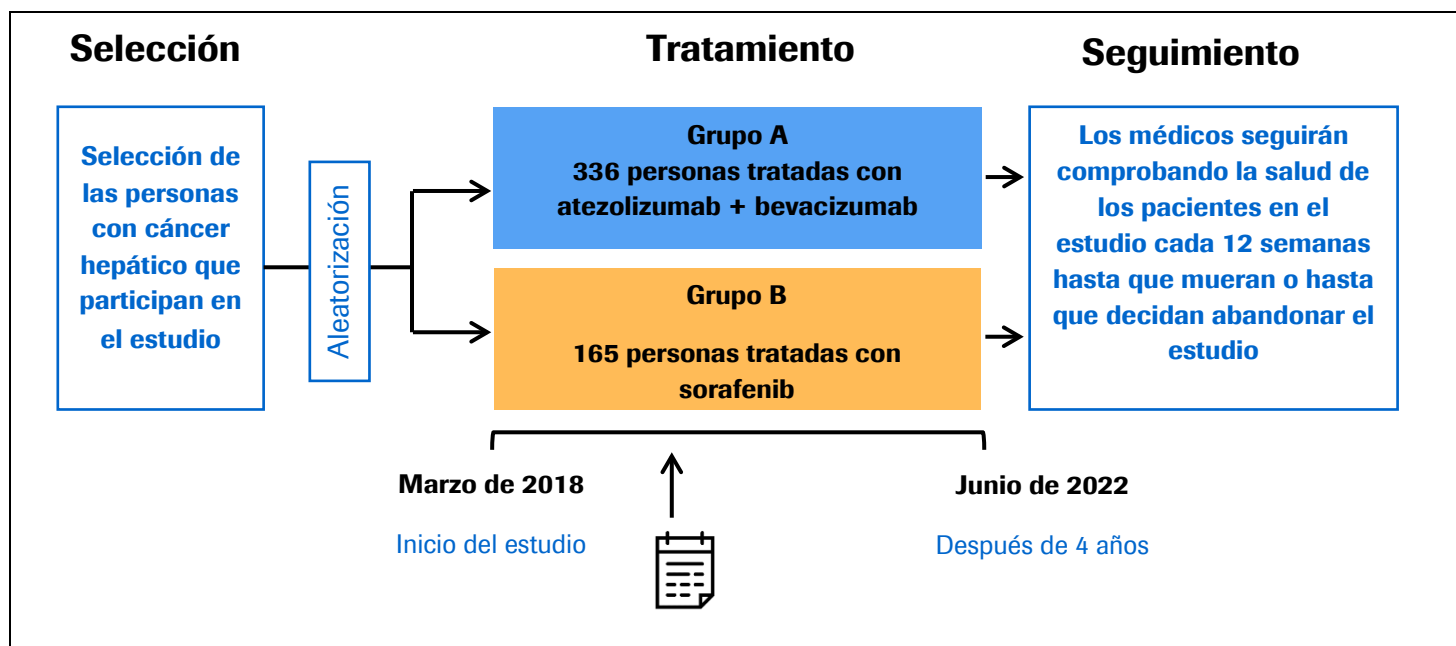 Selección
Tratamiento
Seguimiento
Selección de
las personas
con cáncer
hepático que
participan en
el estudio
Aleatorización
Grupo A
336 personas tratadas con
atezolizumab + bevacizumab
Grupo B
165 personas tratadas con
sorafenib
Los médicos seguirán
comprobando la salud de
los pacientes en el
estudio cada 12 semanas
hasta que mueran o hasta
que decidan abandonar el
estudio
Marzo de 2018
Inicio del estudio
Junio de 2022
Después de 4 años